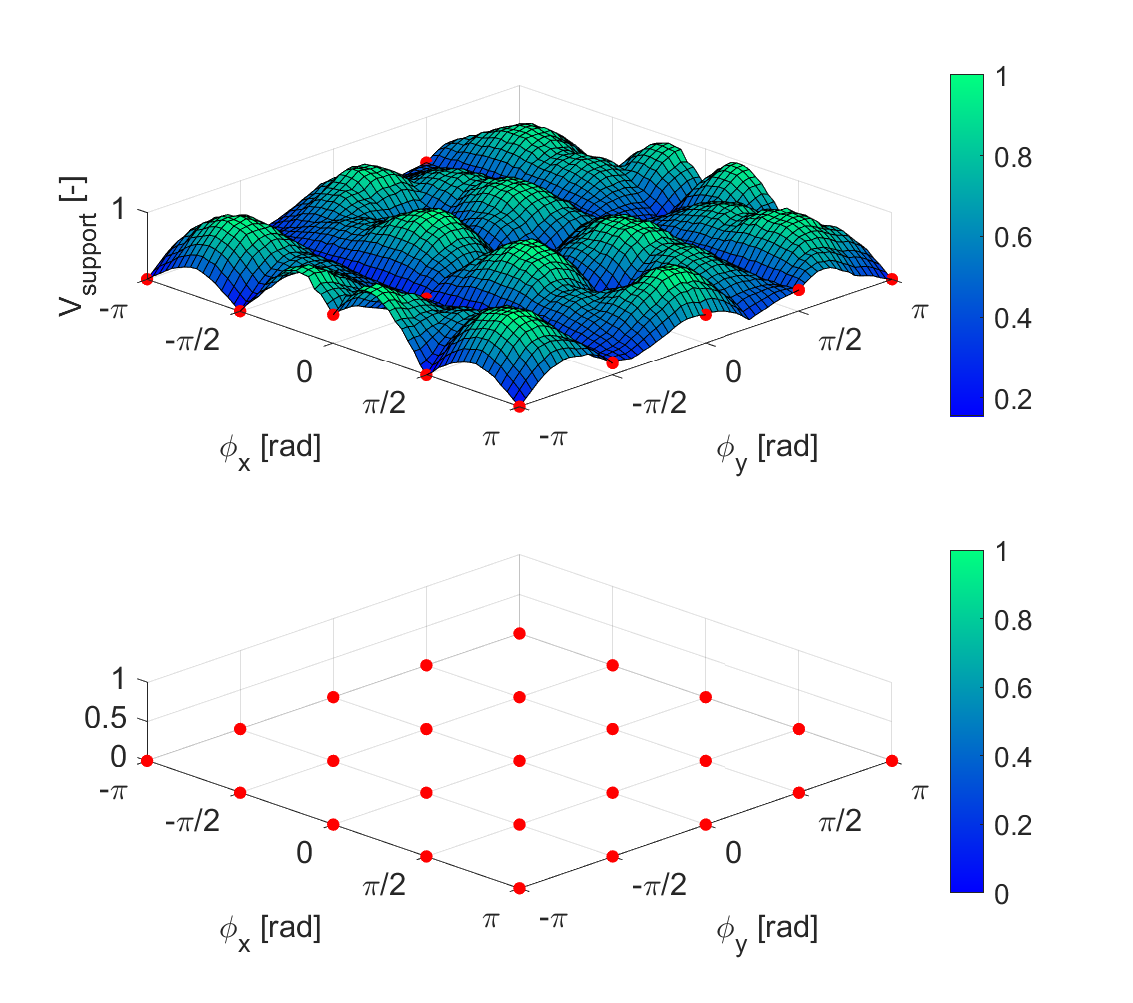 V_support [-]
1
-π
-π/2
0
π/2
π
ϕ_x [rad]
-π
-π/2
0
π/2
π
ϕ_y [rad]
1
0.8
0.6
0.4
0.2
1
0.5
0
-π
-π/2
0
π/2
π
ϕ_x [rad]
-π
-π/2
0
π/2
π
ϕ_y [rad]
1
0.8
0.6
0.4
0.2
0